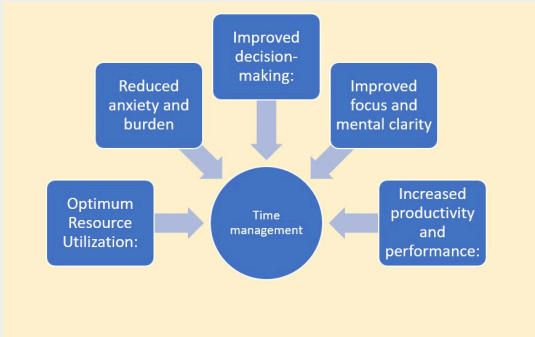 Improved
decision-
making:
Reduced
anxiety and
burden
Improved
focus and
mental clarity
Optimum
Resource
Utilization:
Time
management
Increased
productivity
and
performance: